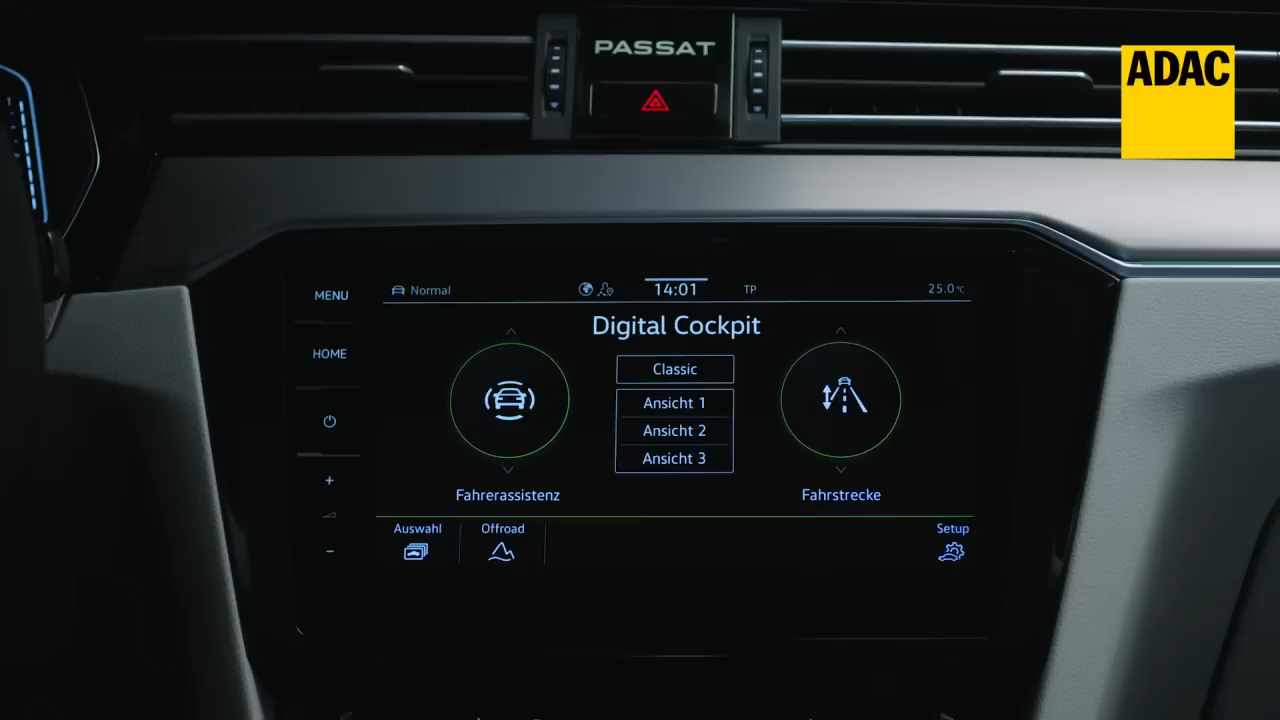 PASSAT
ADAC
MENU
Normal
14:01
TP
25.0°C
Digital Cockpit
HOME
Classic
Ansicht 1
Ansicht 2
Ansicht 3
+
Fahrerassistenz
Fahrstrecke
Auswahl
Offroad
Setup
-